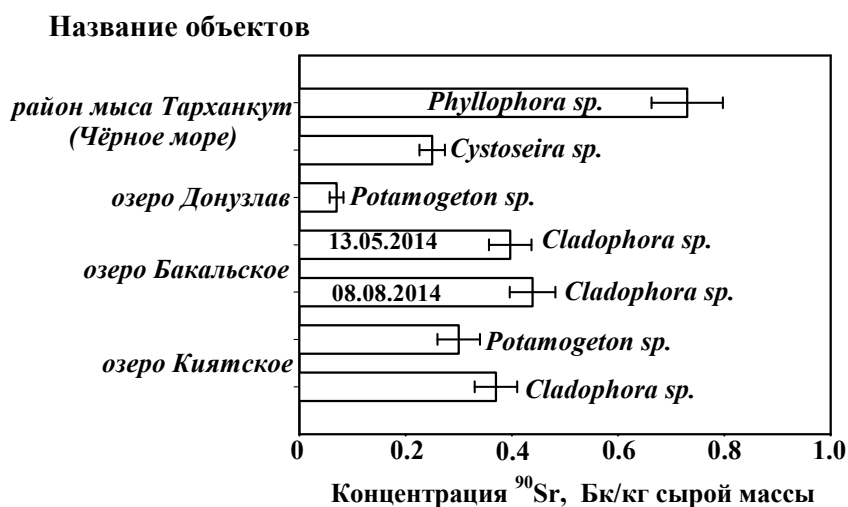 Название объектов
район мыса Тарханкут
(Чёрное море)
Phyllophora sp.
Cystoseira sp.
озеро Донузлав
Potamogeton sp.
озеро Бакальское
13.05.2014
Cladophora sp.
08.08.2014
Cladophora sp.
озеро Киятское
Potamogeton sp.
Cladophora sp.
0 0.2 0.4 0.6 0.8 1.0
Концентрация ⁹⁰Sr, Бк/кг сырой массы